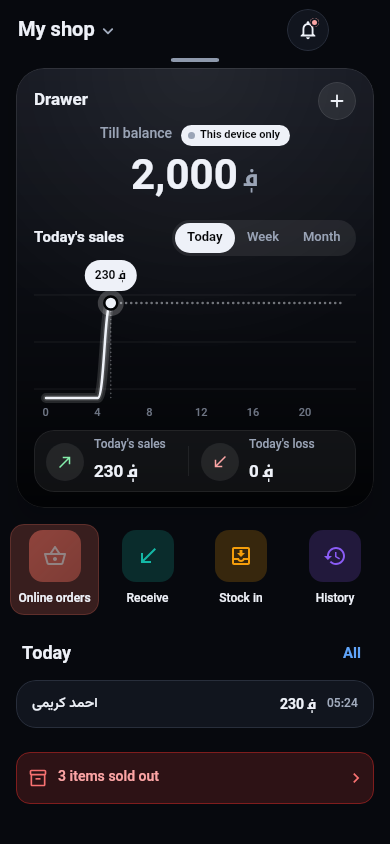 My shop
Drawer
Till balance
This device only
2,000 ؋
Today's sales
Today
Week
Month
230 ؋
0
4
8
12
16
20
Today's sales
230 ؋
Today's loss
0 ؋
Online orders
Receive
Stock in
History
Today
All
احمد کریمی
230 ؋
05:24
3 items sold out